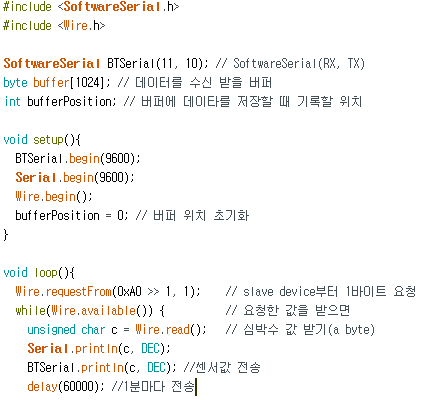 #include <SoftwareSerial.h>
#include <Wire.h>

SoftwareSerial BTSerial(11, 10); // SoftwareSerial(RX, TX)
byte buffer[1024]; // 데이터를 수신 받을 버퍼
int bufferPosition; // 버퍼에 데이타를 저장할 때 기록할 위치

void setup(){
  BTSerial.begin(9600);
  Serial.begin(9600);
  Wire.begin();
  bufferPosition = 0; // 버퍼 위치 초기화
}

void loop(){
  Wire.requestFrom(0xA0 >> 1, 1);    // slave device부터 1바이트 요청
  while(Wire.available()) {          // 요청한 값을 받으면
    unsigned char c = Wire.read();   // 심박수 값 받기(a byte)
    Serial.println(c, DEC);
    BTSerial.println(c, DEC); //센서값 전송
    delay(60000); //1분마다 전송